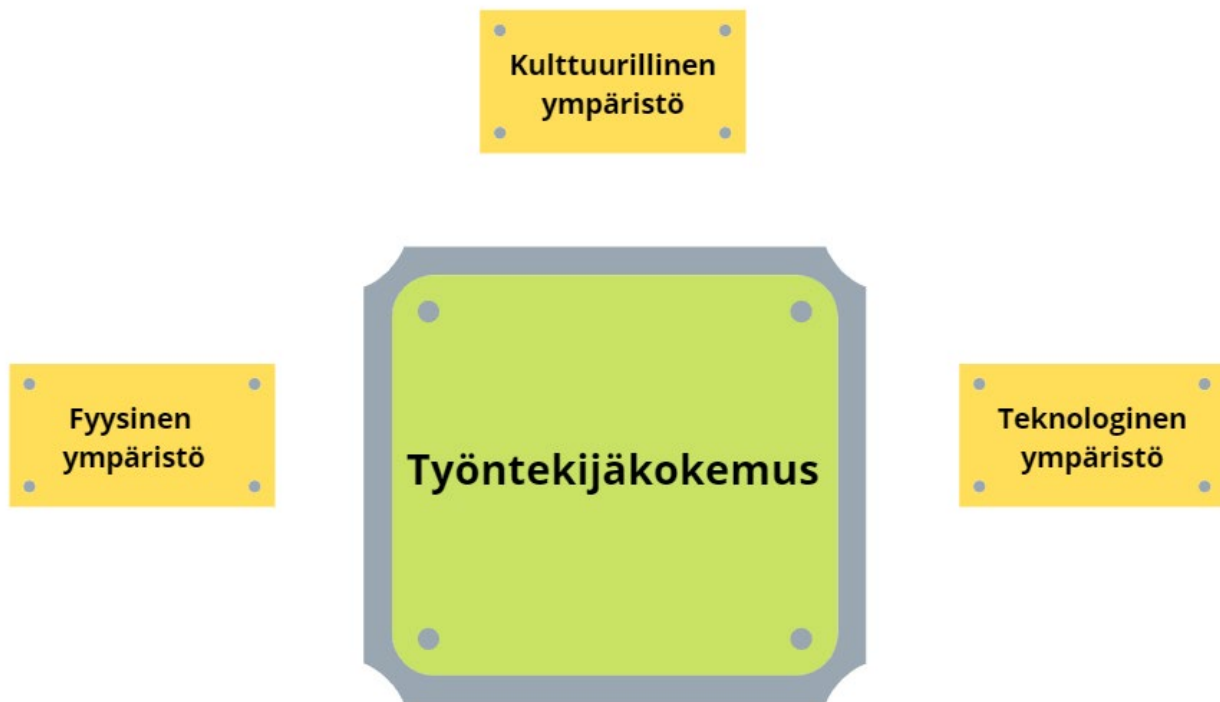 Kulttuurillinen
ympäristö
Fyysinen
ympäristö
Työntekijäkokemus
Teknologinen
ympäristö